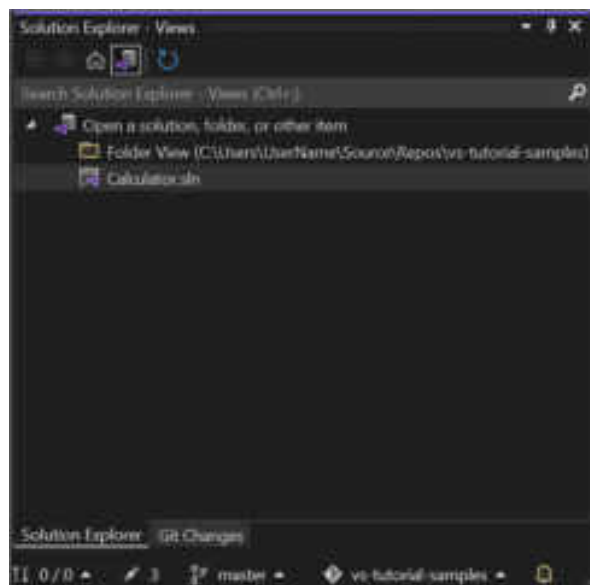 Solution Explorer - Views
Search Solution Explorer - Views (Ctrl+;)
Open a solution, folder, or other item
Folder View (C:\Users\UserName\Source\Repos\vs-tutorial-samples)
Calculator.sln
Solution Explorer Git Changes
0 / 0 3 master vs-tutorial-samples